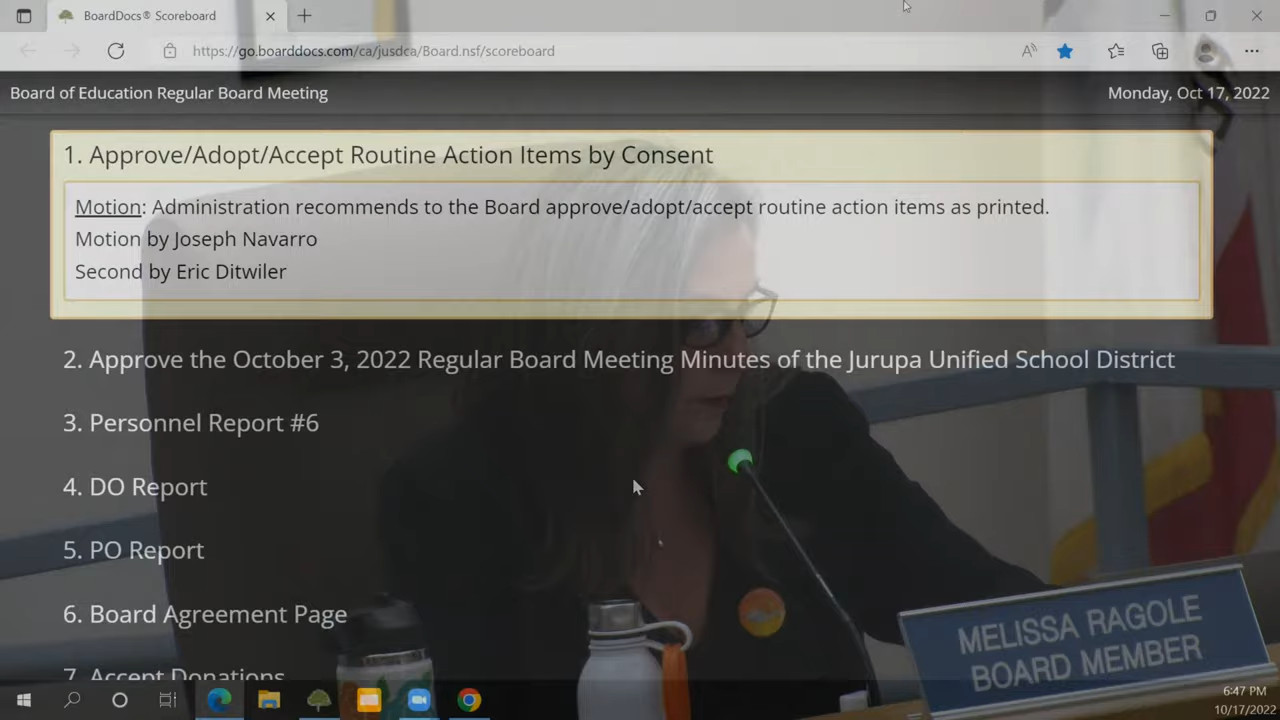 BoardDocs® Scoreboard
https://go.boarddocs.com/ca/jusdca/Board.nsf/scoreboard
Board of Education Regular Board Meeting
Monday, Oct 17, 2022
1. Approve/Adopt/Accept Routine Action Items by Consent
Motion: Administration recommends to the Board approve/adopt/accept routine action items as printed.
Motion by Joseph Navarro
Second by Eric Ditwiler
2. Approve the October 3, 2022 Regular Board Meeting Minutes of the Jurupa Unified School District
3. Personnel Report #6
4. DO Report
5. PO Report
6. Board Agreement Page
7. Accept Donations
MELISSA RAGOLE
BOARD MEMBER
6:47 PM
10/17/2022